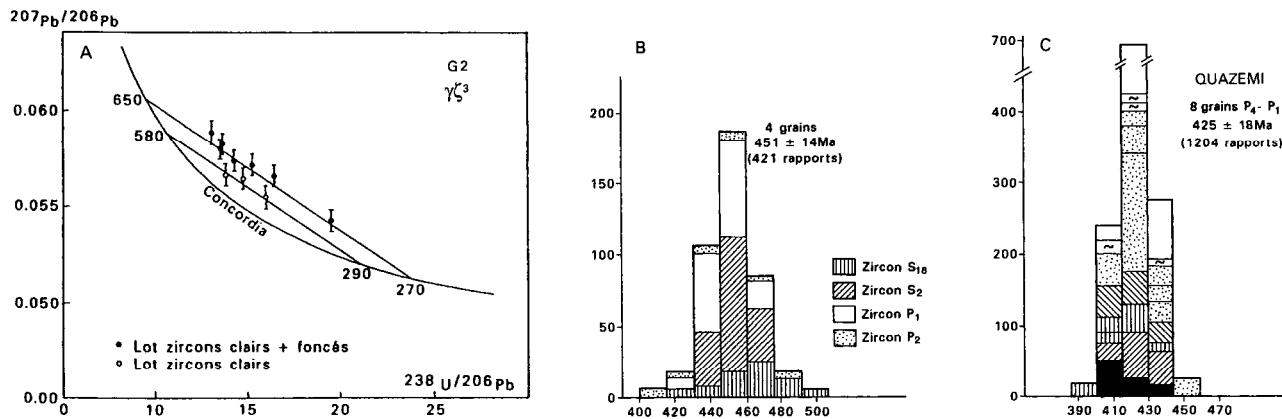 207Pb/206Pb
A
G2
γζ³
0.060
0.055
0.050
0.00
650
580
Concordia
290
270
Lot zircons clairs + foncés
Lot zircons clairs
238U/206Pb
0
10
15
20
25
B
200
150
100
50
0
4 grains
451 ± 14Ma
(421 rapports)
Zircon S18
Zircon S2
Zircon P1
Zircon P2
400 420 440 460 480 500
C
700
500
400
300
200
100
0
QUAZEMI
8 grains P4-P1
425 ± 18Ma
(1204 rapports)
~
~
~
~
390 410 430 450 470